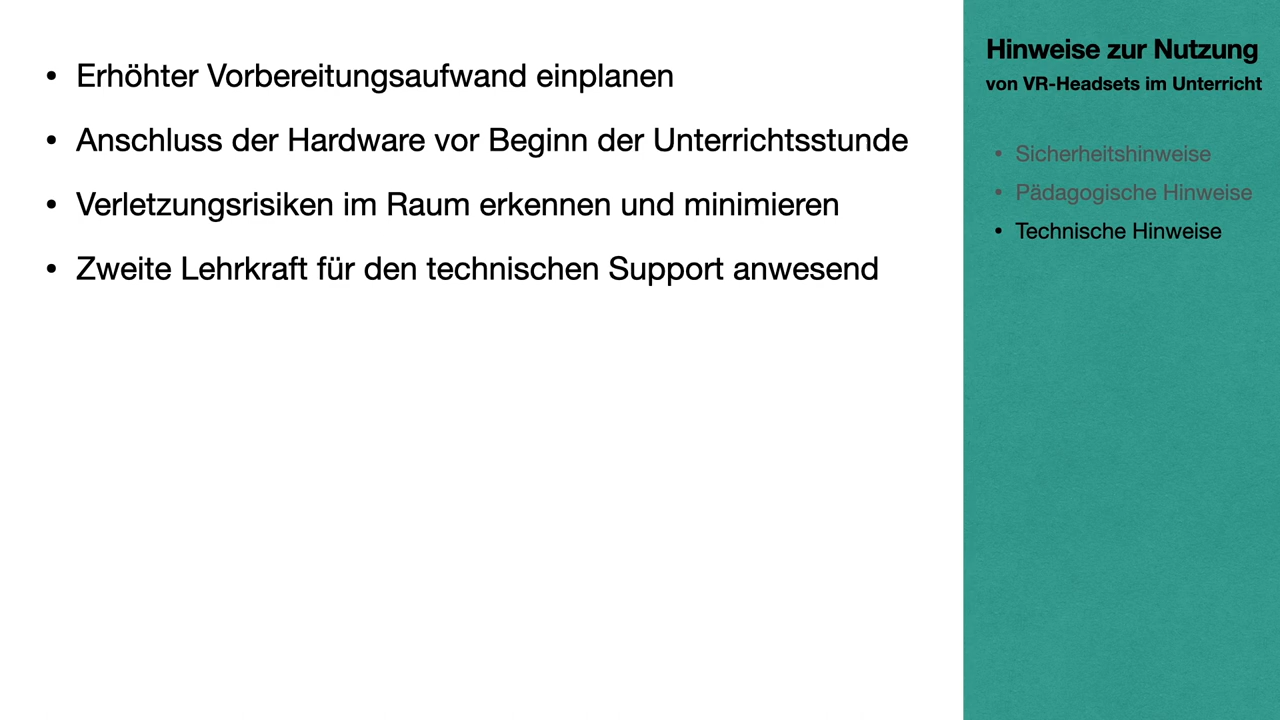 • Erhöhter Vorbereitungsaufwand einplanen
• Anschluss der Hardware vor Beginn der Unterrichtsstunde
• Verletzungsrisiken im Raum erkennen und minimieren
• Zweite Lehrkraft für den technischen Support anwesend
Hinweise zur Nutzung
von VR-Headsets im Unterricht
• Sicherheitshinweise
• Pädagogische Hinweise
• Technische Hinweise